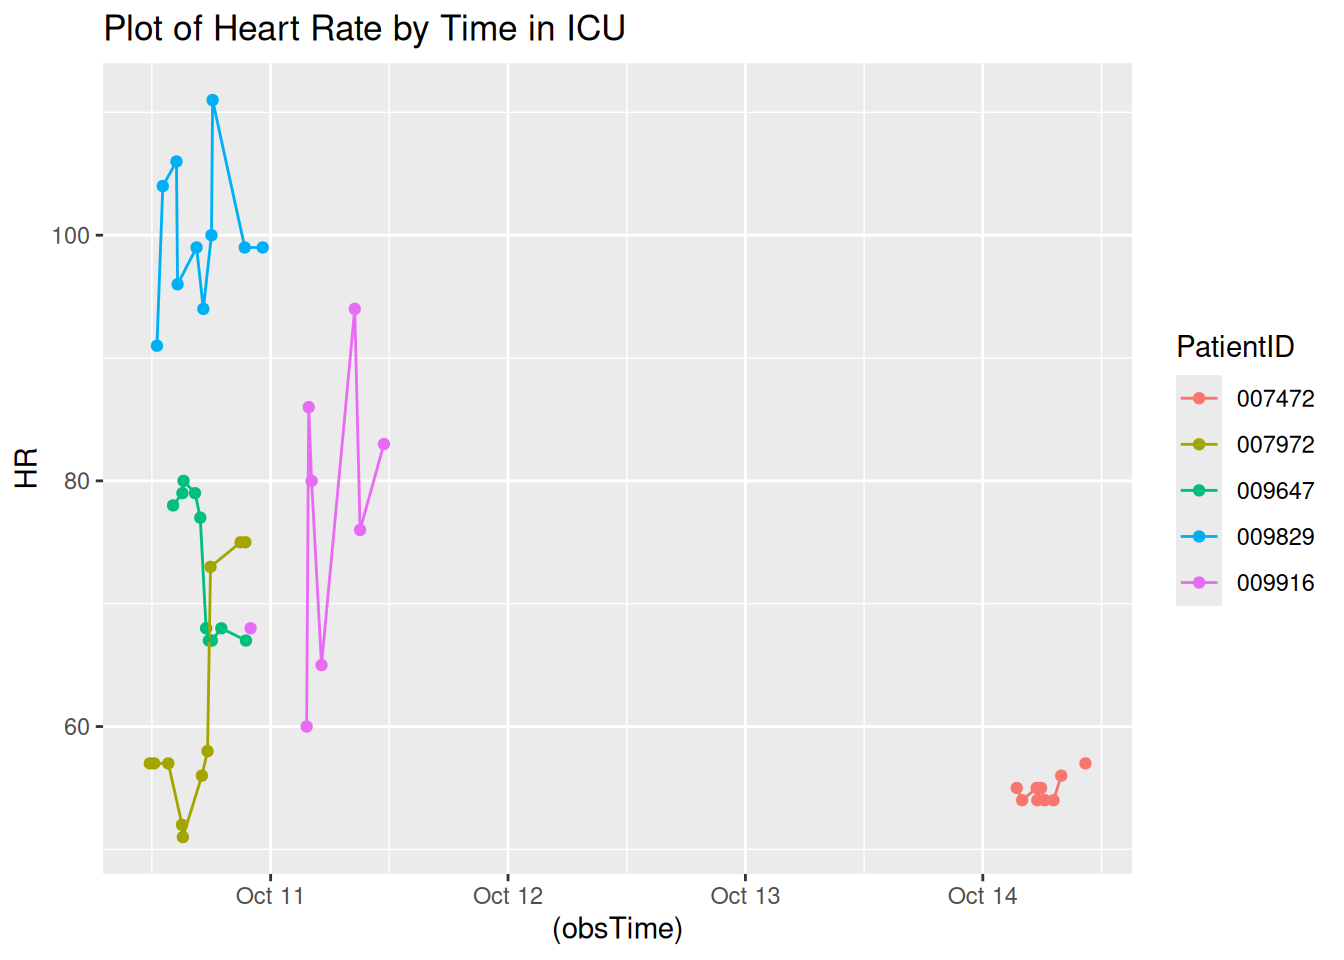 Plot of Heart Rate by Time in ICU
100
80
60
HR
Oct 11 Oct 12 Oct 13 Oct 14
(obsTime)
PatientID
007472
007972
009647
009829
009916